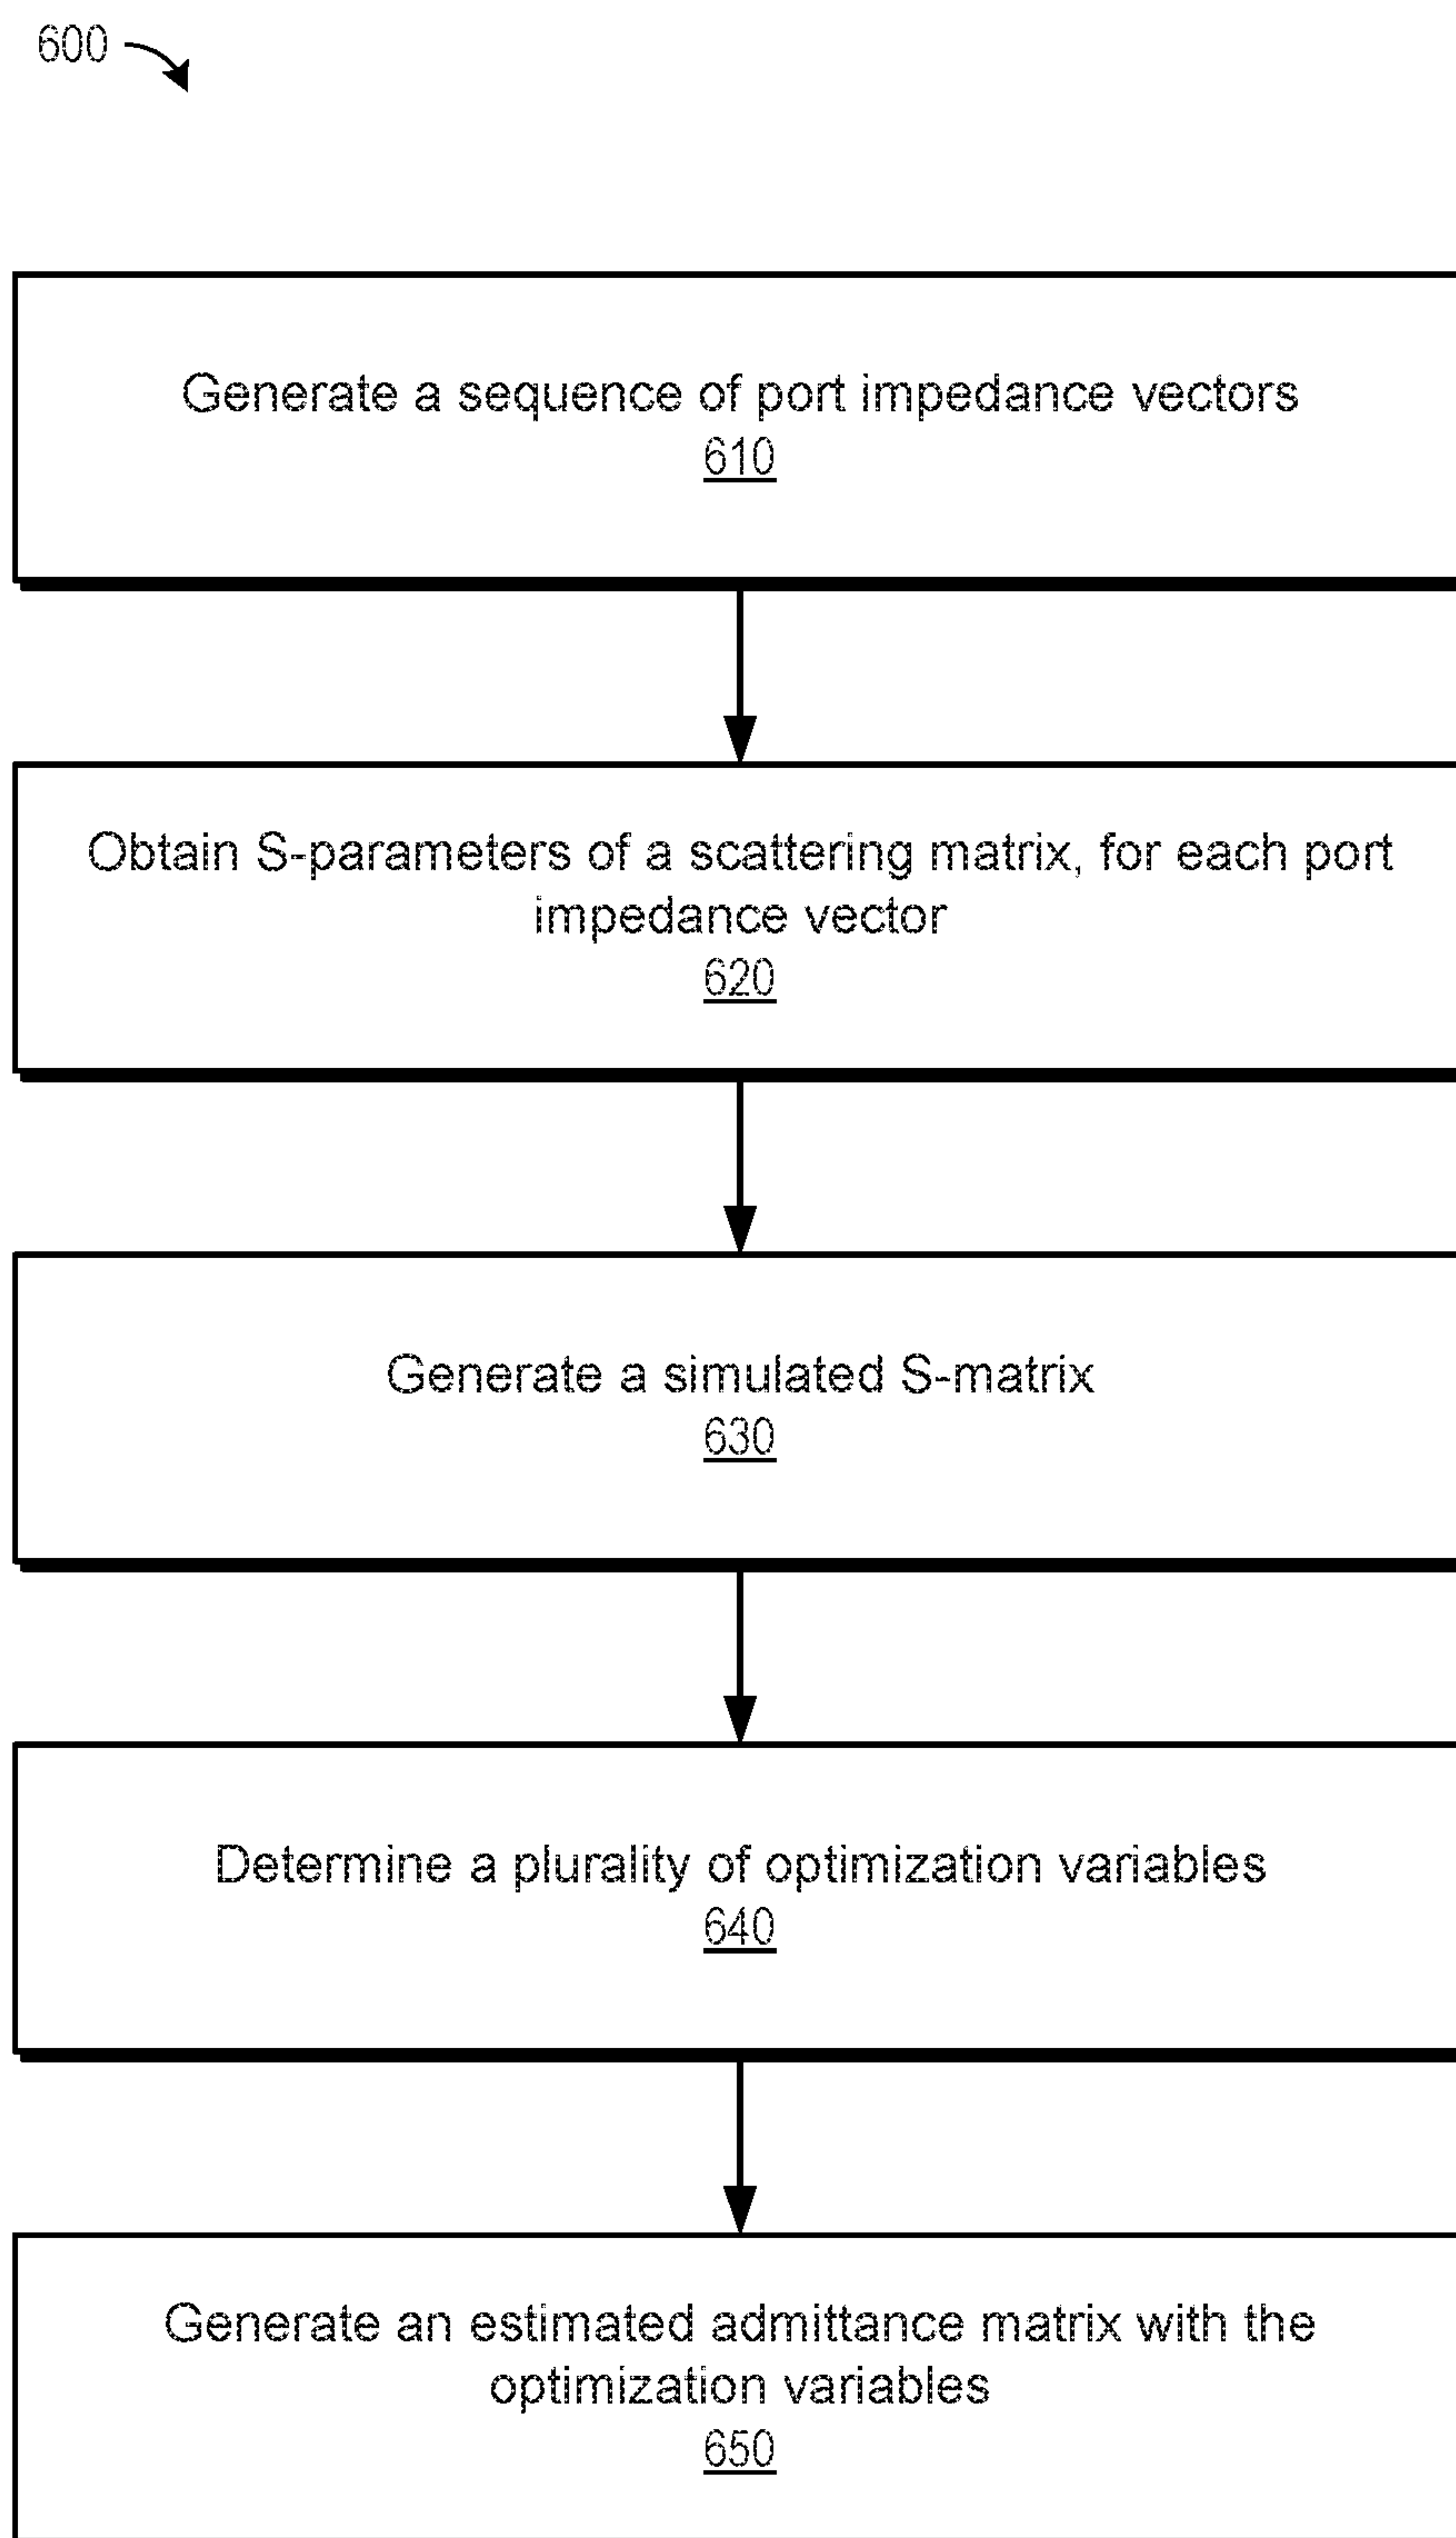 600
Generate a sequence of port impedance vectors
610
Obtain S-parameters of a scattering matrix, for each port
impedance vector
620
Generate a simulated S-matrix
630
Determine a plurality of optimization variables
640
Generate an estimated admittance matrix with the
optimization variables
650